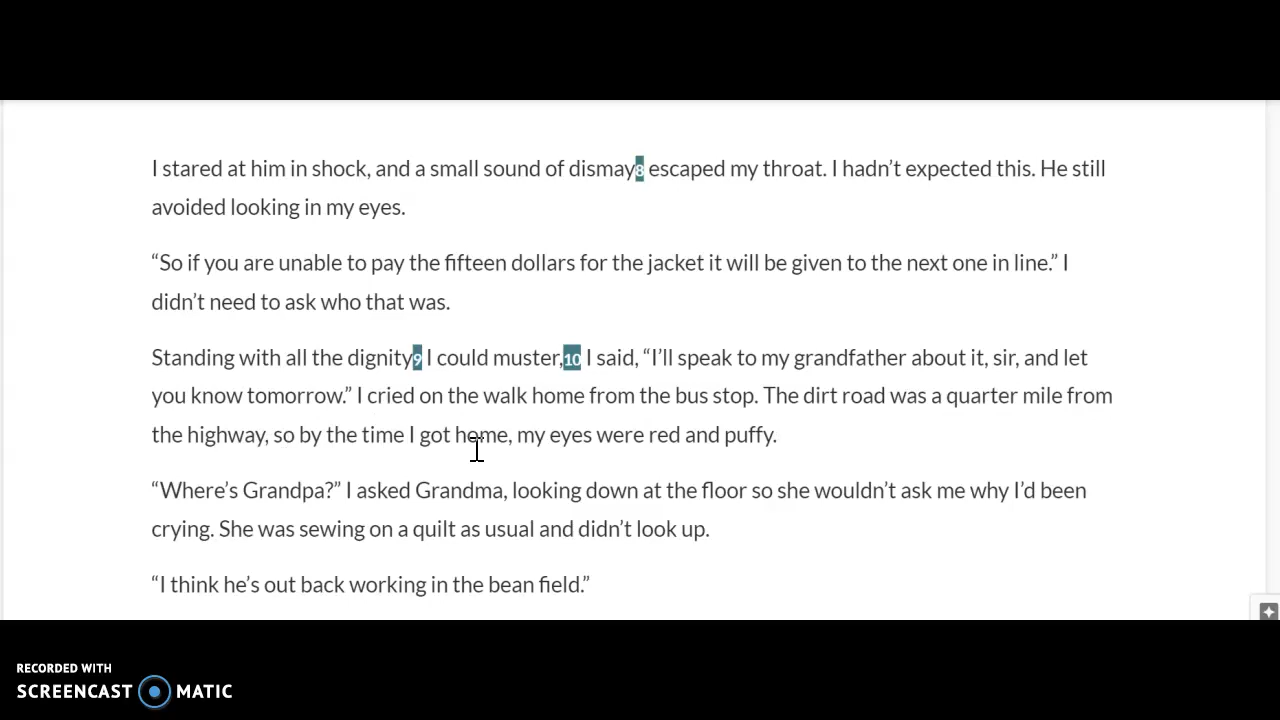 I stared at him in shock, and a small sound of dismay8 escaped my throat. I hadn’t expected this. He still
avoided looking in my eyes.
“So if you are unable to pay the fifteen dollars for the jacket it will be given to the next one in line.” I
didn’t need to ask who that was.
Standing with all the dignity9 I could muster,10 I said, “I’ll speak to my grandfather about it, sir, and let
you know tomorrow.” I cried on the walk home from the bus stop. The dirt road was a quarter mile from
the highway, so by the time I got home, my eyes were red and puffy.
“Where’s Grandpa?” I asked Grandma, looking down at the floor so she wouldn’t ask me why I’d been
crying. She was sewing on a quilt as usual and didn’t look up.
“I think he’s out back working in the bean field.”
RECORDED WITH
SCREENCAST MATIC